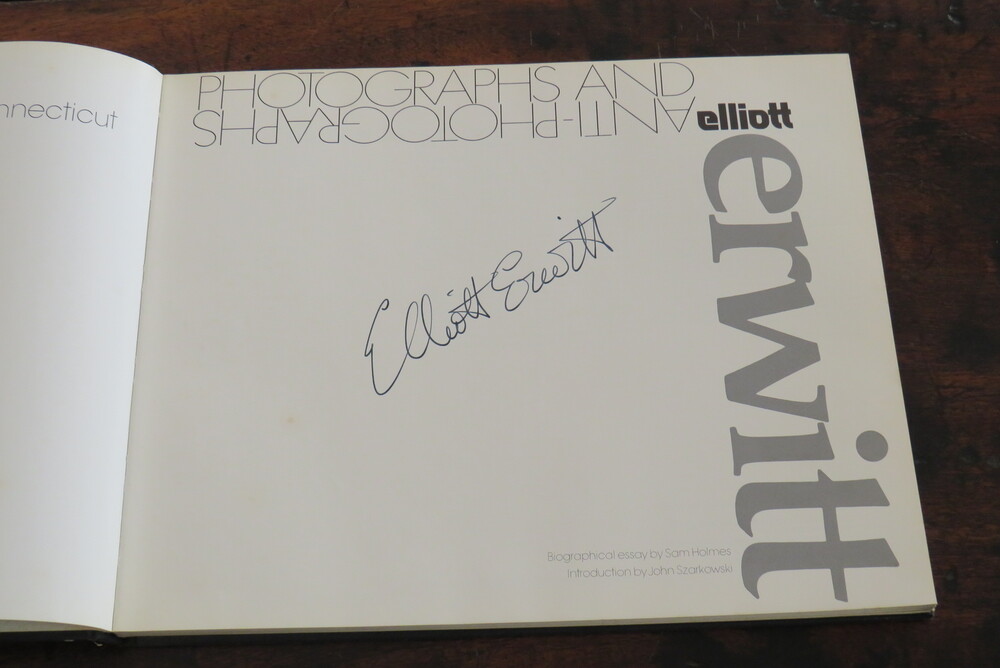 nnecticut
PHOTOGRAPHS AND
ANTI-PHOTOGRAPHS
elliott
erwitt
Elliott Erwitt
Biographical essay by Sam Holmes
Introduction by John Szarkowski